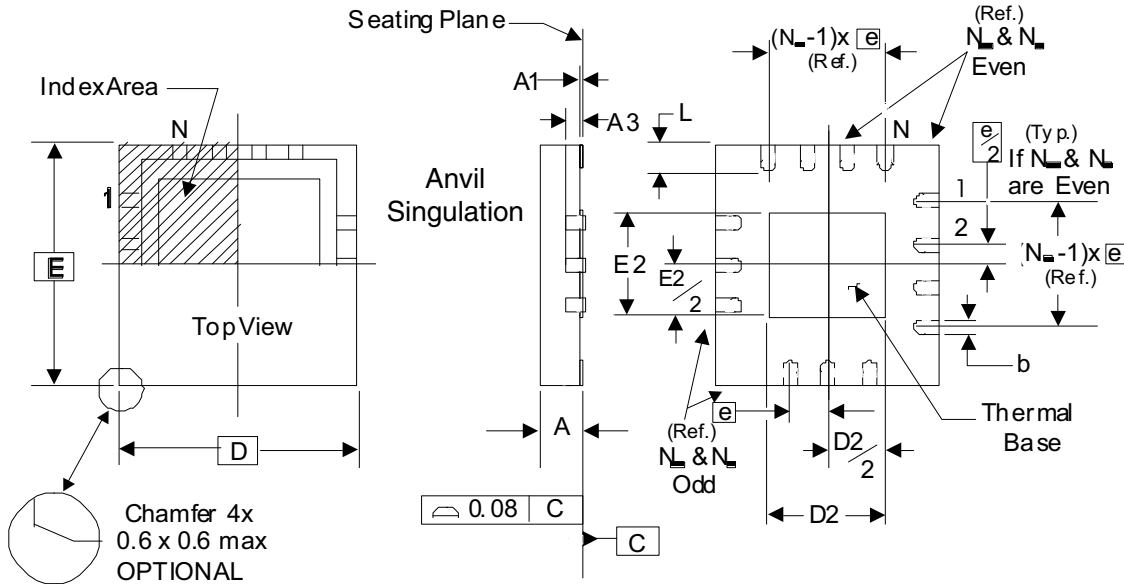 Seating Plane
Index Area
N
1
E
Top View
D
Chamfer 4x
0.6 x 0.6 max
OPTIONAL
A1
A3
Anvil
Singulation
A
0.08 C
C
L
E2
E2
2
(N -1)x e
(Ref.)
(Ref.)
N & N
Even
N
e
2
(Typ.)
If N & N
are Even
1
2
(N -1)x e
(Ref.)
b
Thermal
Base
e
(Ref.)
N & N
Odd
D2
2
D2